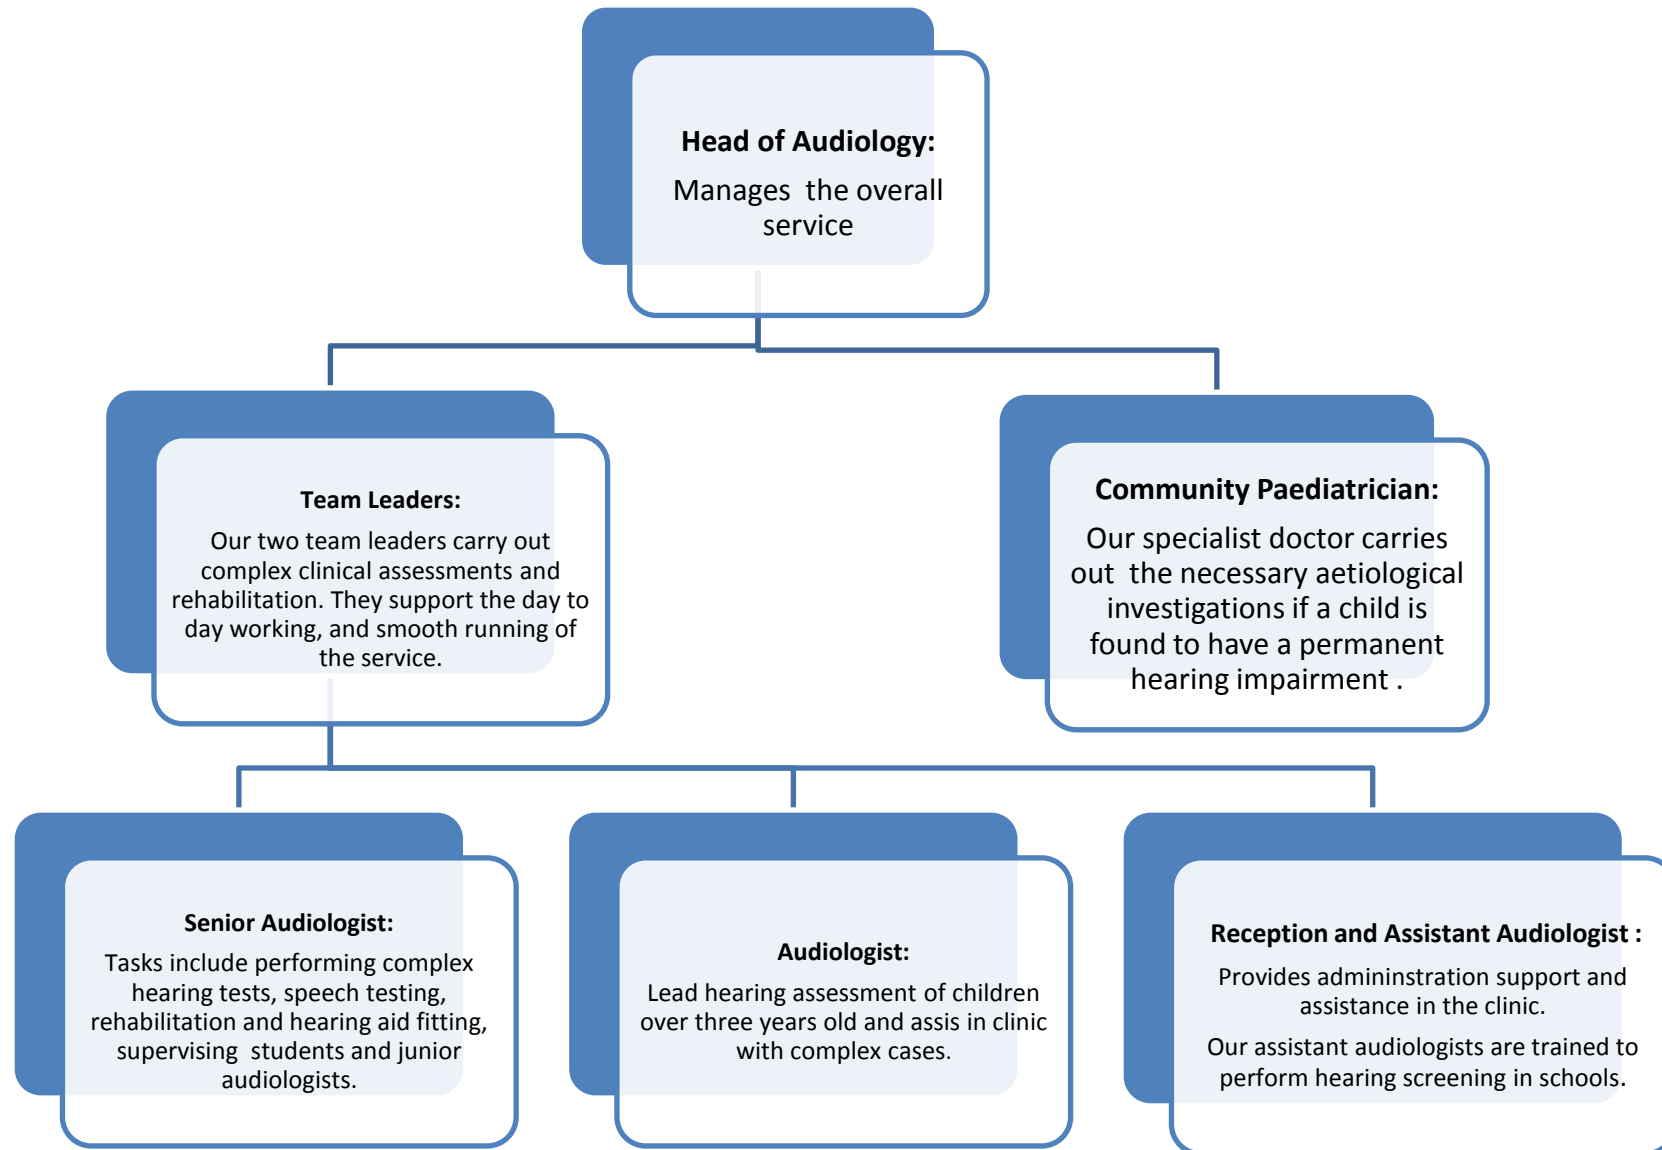 Head of Audiology:
Manages the overall
service
Team Leaders:
Our two team leaders carry out
complex clinical assessments and
rehabilitation. They support the day to
day working, and smooth running of
the service.
Community Paediatrician:
Our specialist doctor carries
out the necessary aetiological
investigations if a child is
found to have a permanent
hearing impairment .
Senior Audiologist:
Tasks include performing complex
hearing tests, speech testing,
rehabilitation and hearing aid fitting,
supervising students and junior
audiologists.
Audiologist:
Lead hearing assessment of children
over three years old and assis in clinic
with complex cases.
Reception and Assistant Audiologist :
Provides admininstration support and
assistance in the clinic.
Our assistant audiologists are trained to
perform hearing screening in schools.